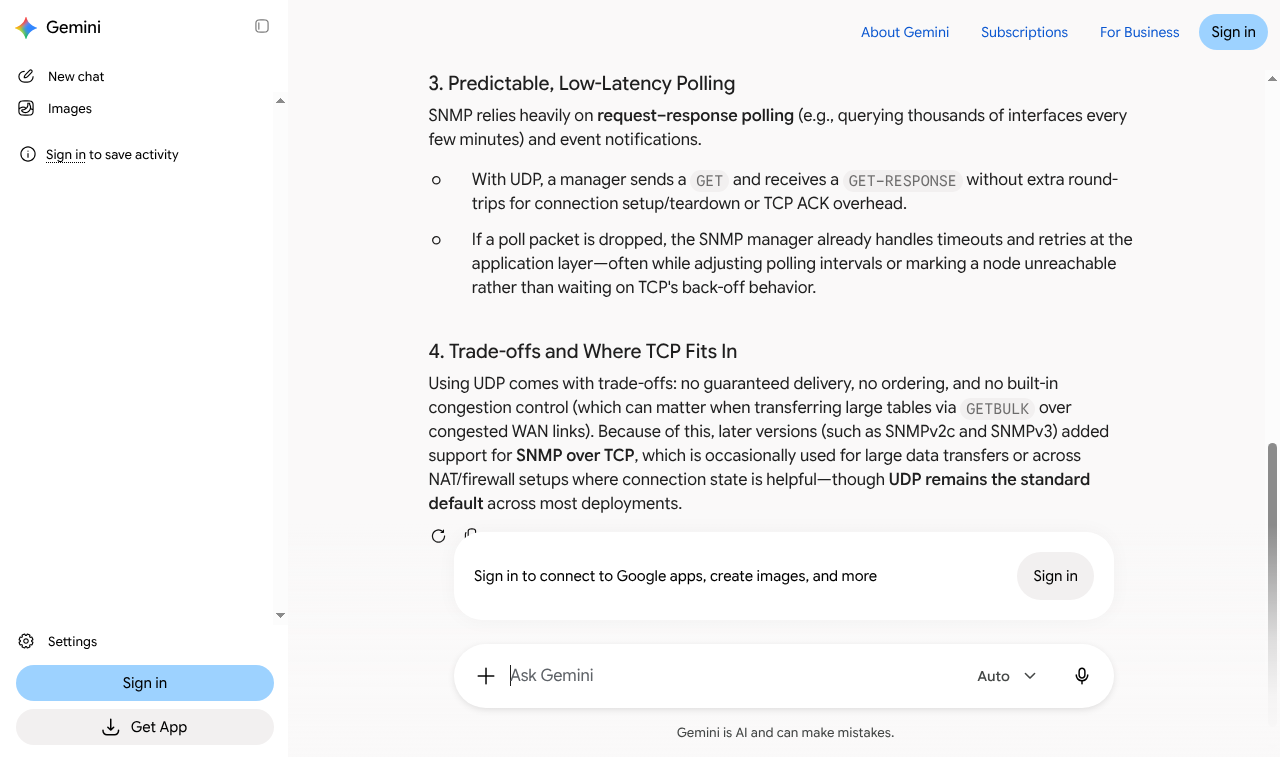 Gemini
New chat
Images
Sign in to save activity
Settings
Sign in
Get App
About Gemini
Subscriptions
For Business
Sign in
3. Predictable, Low-Latency Polling
SNMP relies heavily on request–response polling (e.g., querying thousands of interfaces every
few minutes) and event notifications.
With UDP, a manager sends a GET and receives a GET-RESPONSE without extra round-
trips for connection setup/teardown or TCP ACK overhead.
If a poll packet is dropped, the SNMP manager already handles timeouts and retries at the
application layer—often while adjusting polling intervals or marking a node unreachable
rather than waiting on TCP's back-off behavior.
4. Trade-offs and Where TCP Fits In
Using UDP comes with trade-offs: no guaranteed delivery, no ordering, and no built-in
congestion control (which can matter when transferring large tables via GETBULK over
congested WAN links). Because of this, later versions (such as SNMPv2c and SNMPv3) added
support for SNMP over TCP, which is occasionally used for large data transfers or across
NAT/firewall setups where connection state is helpful—though UDP remains the standard
default across most deployments.
Sign in to connect to Google apps, create images, and more
Sign in
Ask Gemini
Auto
Gemini is AI and can make mistakes.